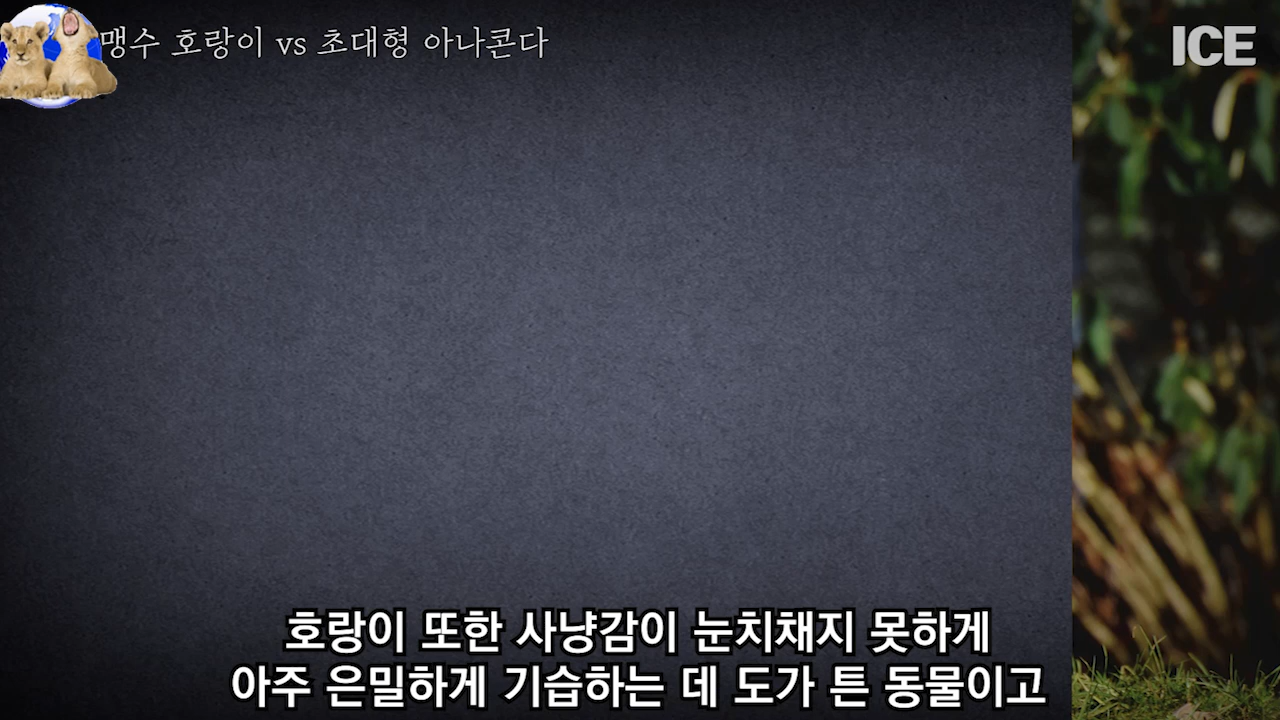 맹수 호랑이 vs 초대형 아나콘다
ICE
호랑이 또한 사냥감이 눈치채지 못하게
아주 은밀하게 기습하는 데 도가 튼 동물이고